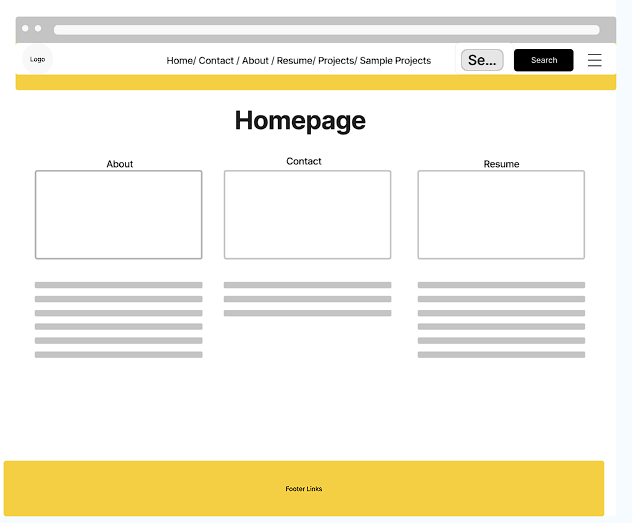 Logo
Home/ Contact / About / Resume/ Projects/ Sample Projects
Se...
Search
Homepage
About
Contact
Resume
Footer Links